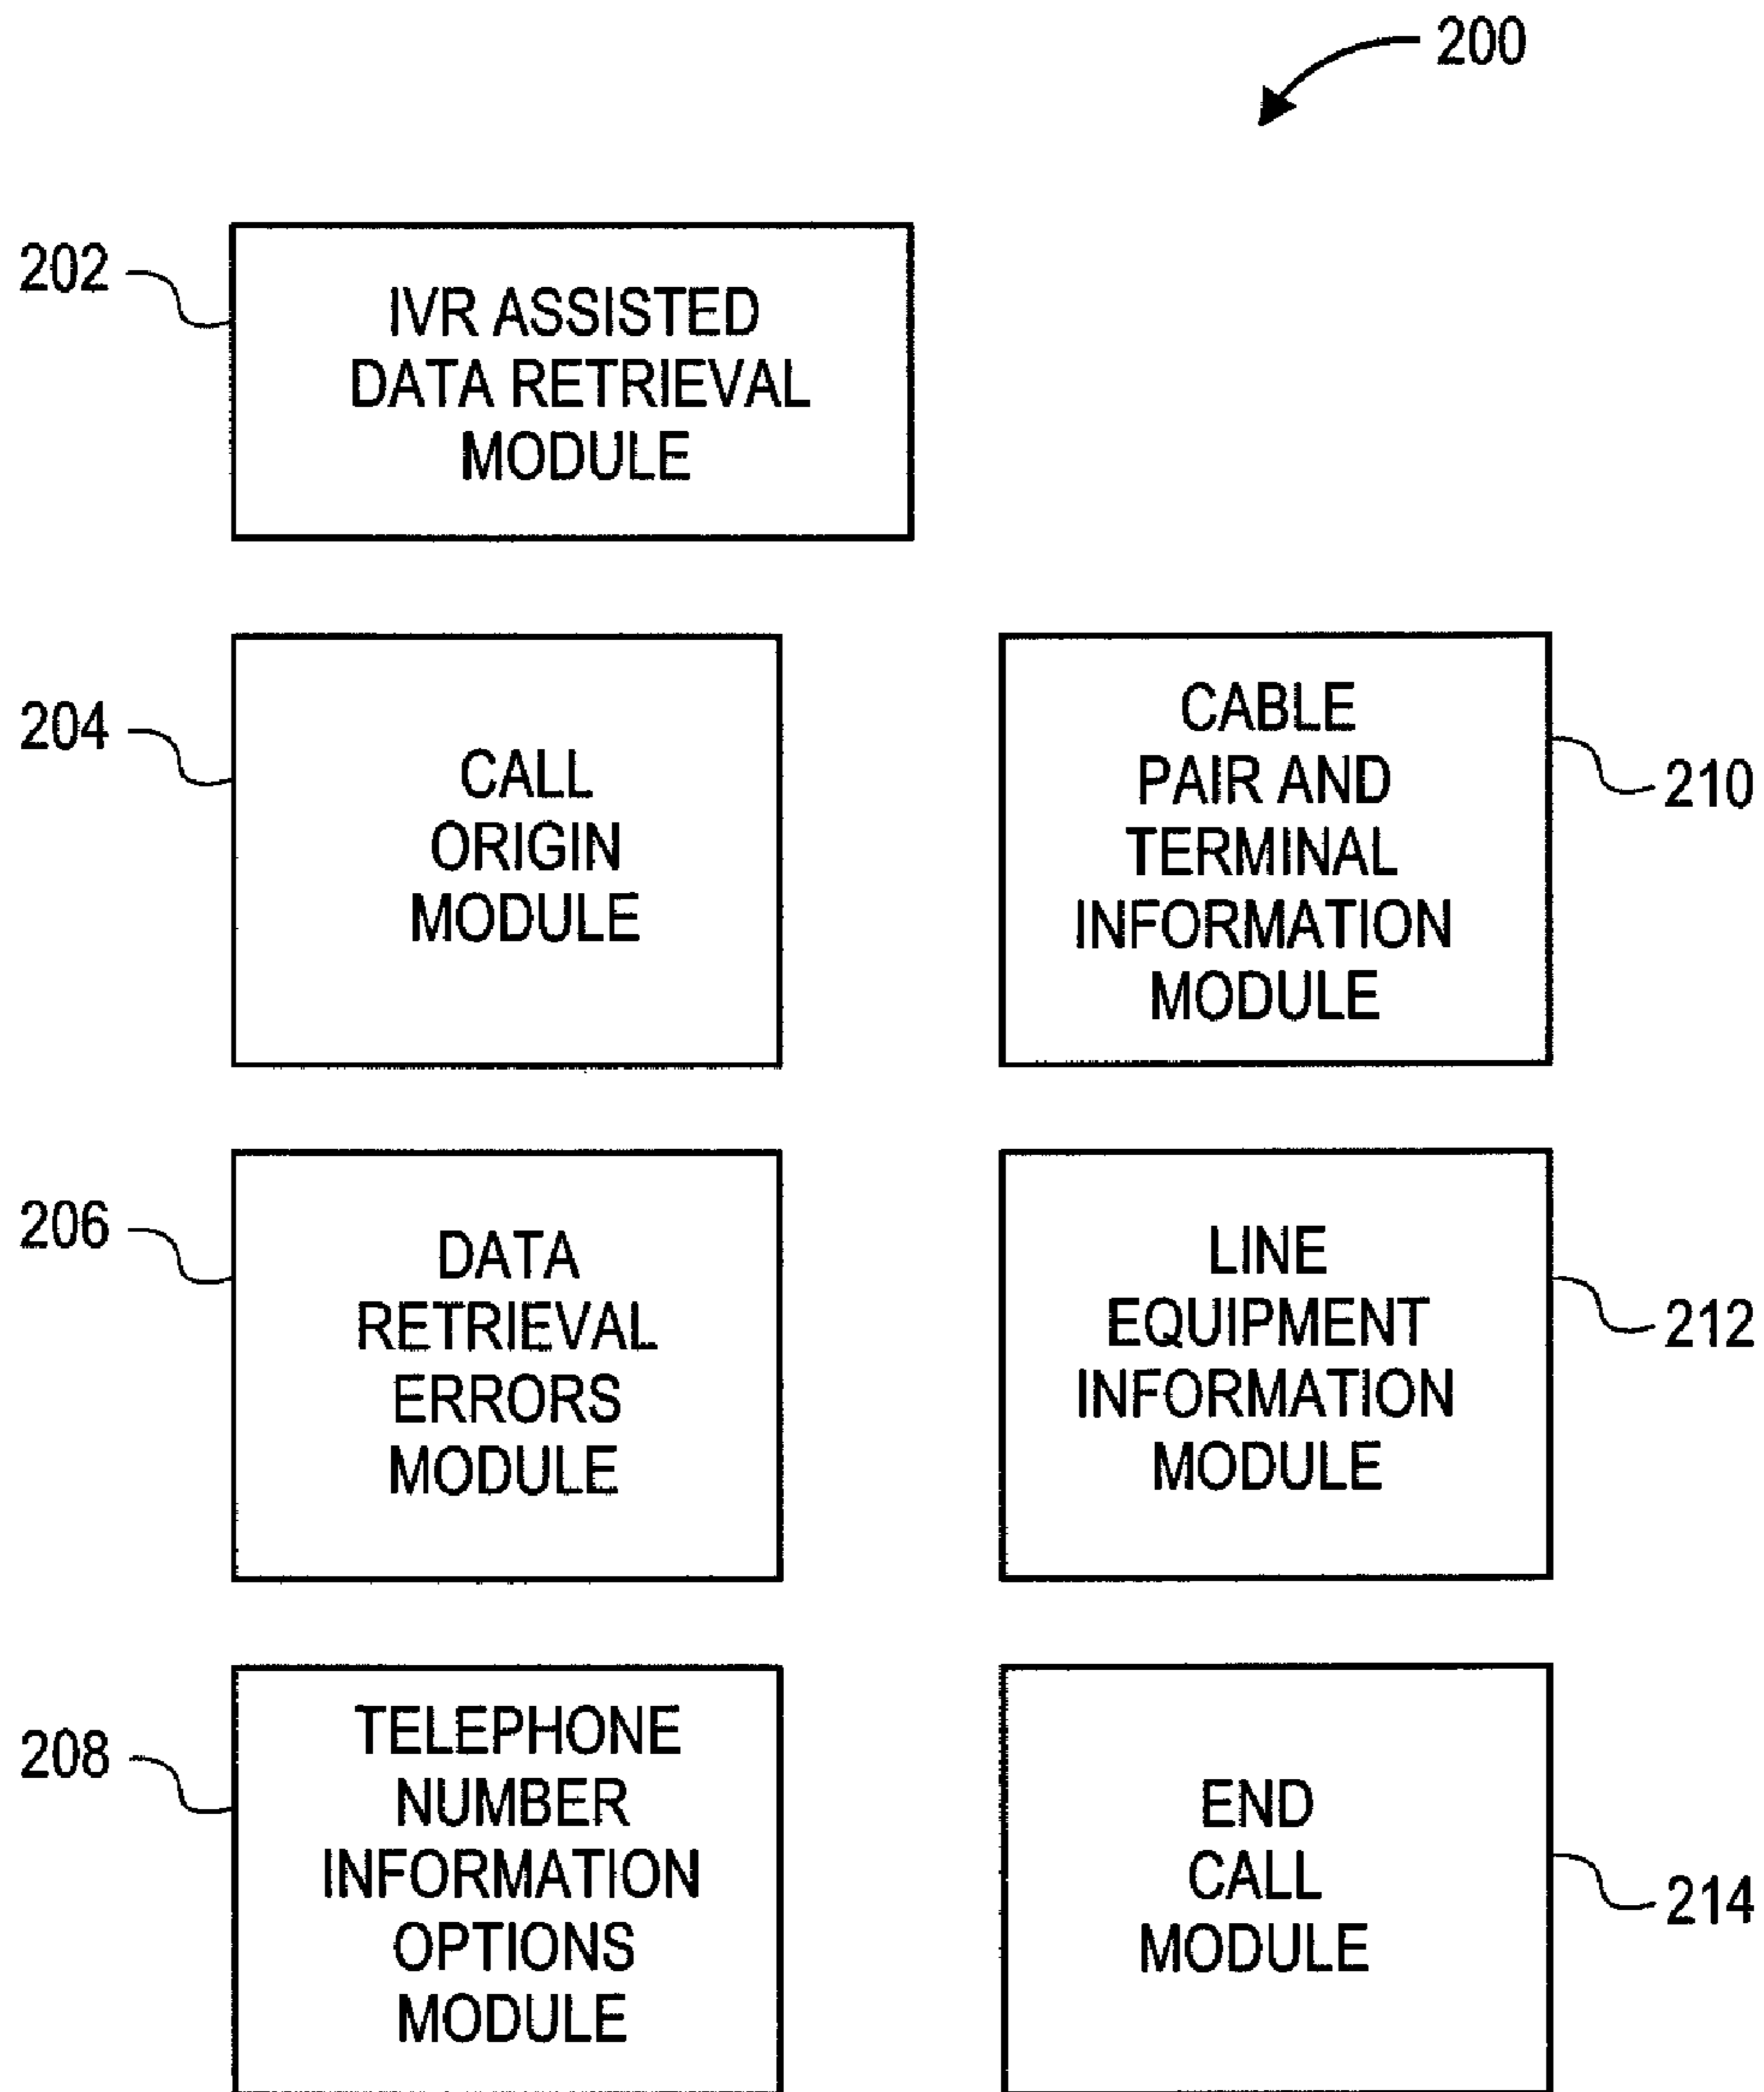 200
202
IVR ASSISTED
DATA RETRIEVAL
MODULE
204
CALL
ORIGIN
MODULE
CABLE
PAIR AND
TERMINAL
INFORMATION
MODULE
210
206
DATA
RETRIEVAL
ERRORS
MODULE
LINE
EQUIPMENT
INFORMATION
MODULE
212
208
TELEPHONE
NUMBER
INFORMATION
OPTIONS
MODULE
END
CALL
MODULE
214